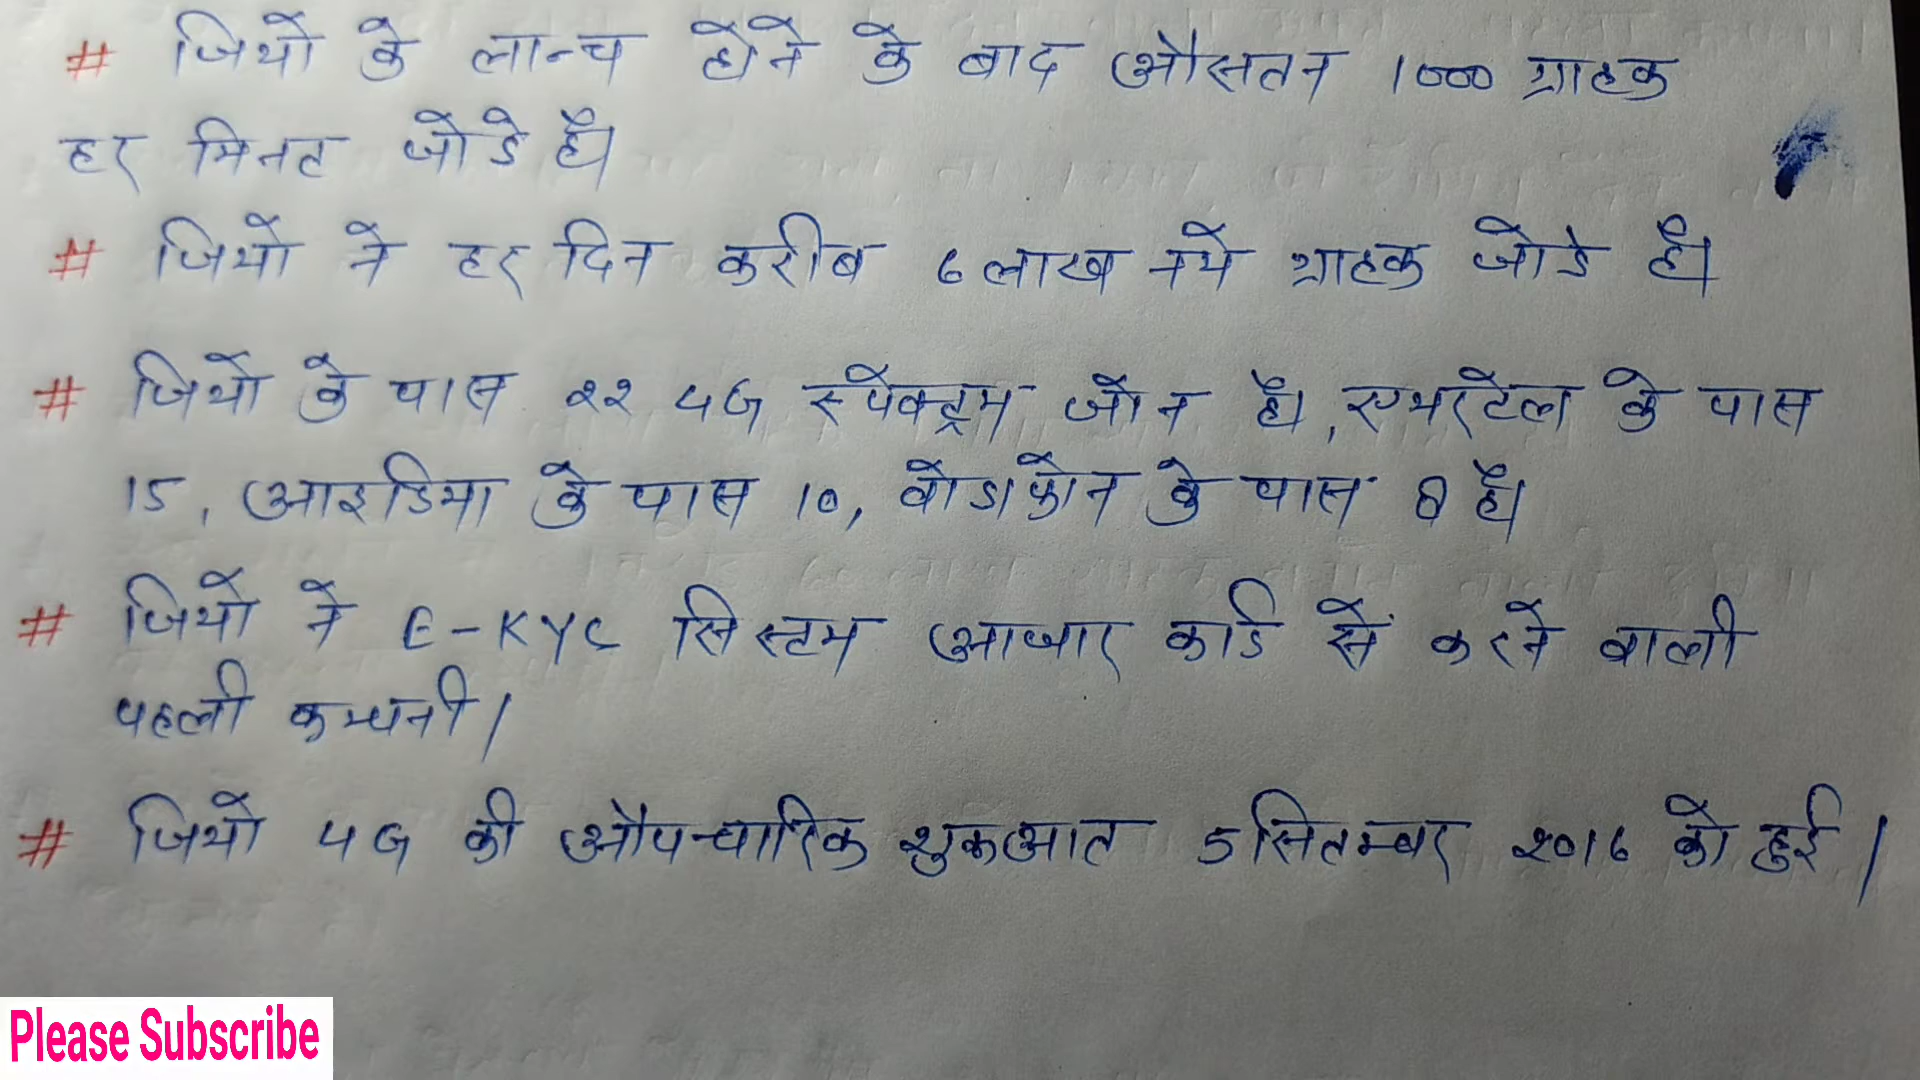 # जियो के लान्च होने के बाद औसतन 1000 ग्राहक
हर मिनट जोडे है।
# जियो ने हर दिन करीब 6 लाख नये ग्राहक जोडे है।
# जियो के पास 22 4G स्पेक्ट्रम जोन है, एयरटेल के पास
15, आइडिया के पास 10, वोडाफोन के पास 8 है।
# जियो ने E-KYC सिस्टम आधार कार्ड सें करने वाली
पहली कम्पनी।
# जियो 4G की औपचारिक शुरूआत 5 सितम्बर 2016 को हुई।
Please Subscribe